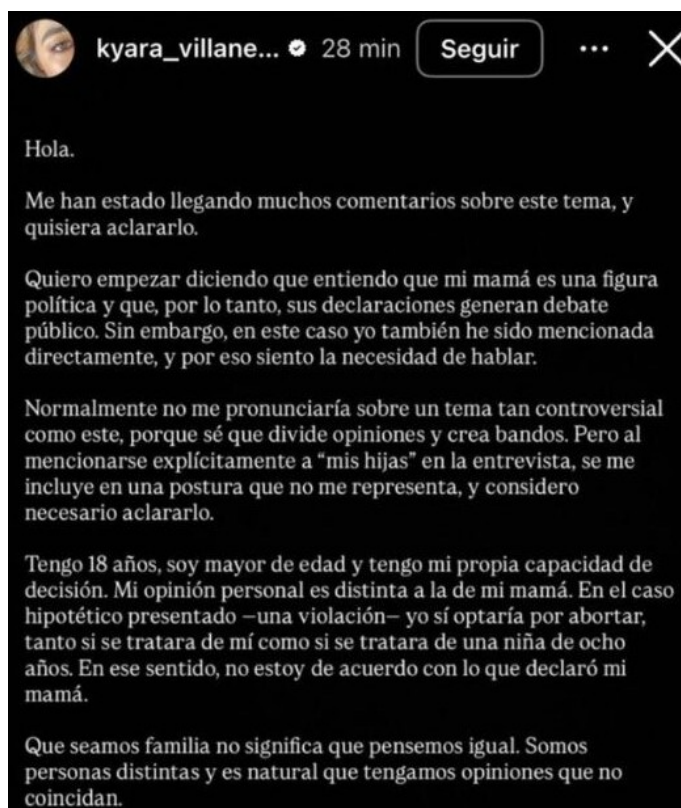 kyara_villane... 28 min Seguir ...
Hola.
Me han estado llegando muchos comentarios sobre este tema, y
quisiera aclararlo.
Quiero empezar diciendo que entiendo que mi mamá es una figura
política y que, por lo tanto, sus declaraciones generan debate
público. Sin embargo, en este caso yo también he sido mencionada
directamente, y por eso siento la necesidad de hablar.
Normalmente no me pronunciaría sobre un tema tan controversial
como este, porque sé que divide opiniones y crea bandos. Pero al
mencionarse explícitamente a “mis hijas” en la entrevista, se me
incluye en una postura que no me representa, y considero
necesario aclararlo.
Tengo 18 años, soy mayor de edad y tengo mi propia capacidad de
decisión. Mi opinión personal es distinta a la de mi mamá. En el caso
hipotético presentado —una violación— yo sí optaría por abortar,
tanto si se tratara de mí como si se tratara de una niña de ocho
años. En ese sentido, no estoy de acuerdo con lo que declaró mi
mamá.
Que seamos familia no significa que pensemos igual. Somos
personas distintas y es natural que tengamos opiniones que no
coincidan.